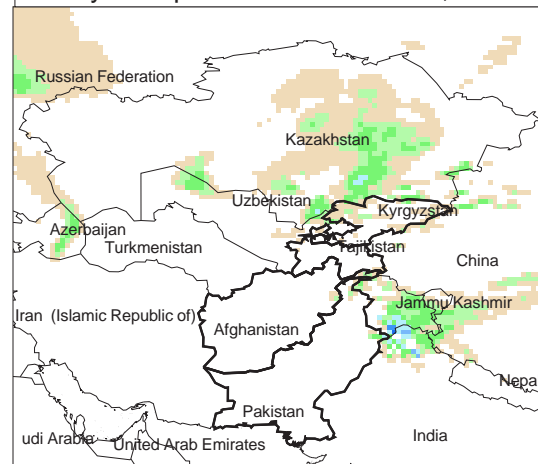 Russian Federation
Kazakhstan
Uzbekistan
Kyrgyzstan
Azerbaijan
Turkmenistan
Tajikistan
China
Jammu Kashmir
Iran (Islamic Republic of)
Afghanistan
Nepa
Pakistan
India
udi Arabia
United Arab Emirates